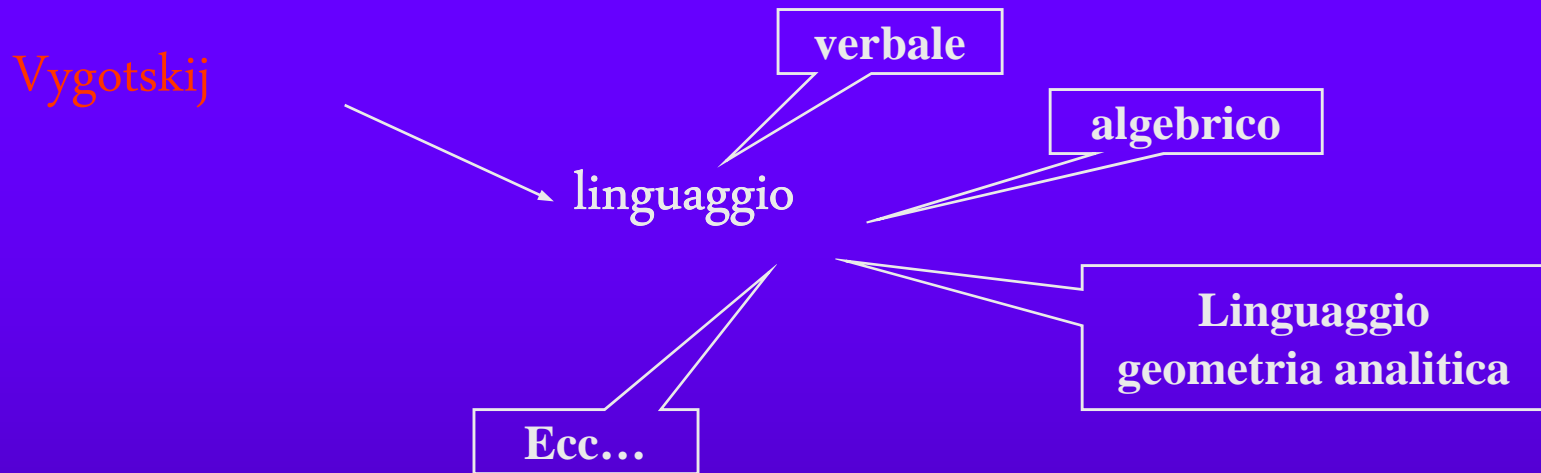 verbale
Vygotskij
algebrico
linguaggio
Linguaggio
geometria analitica
Ecc…